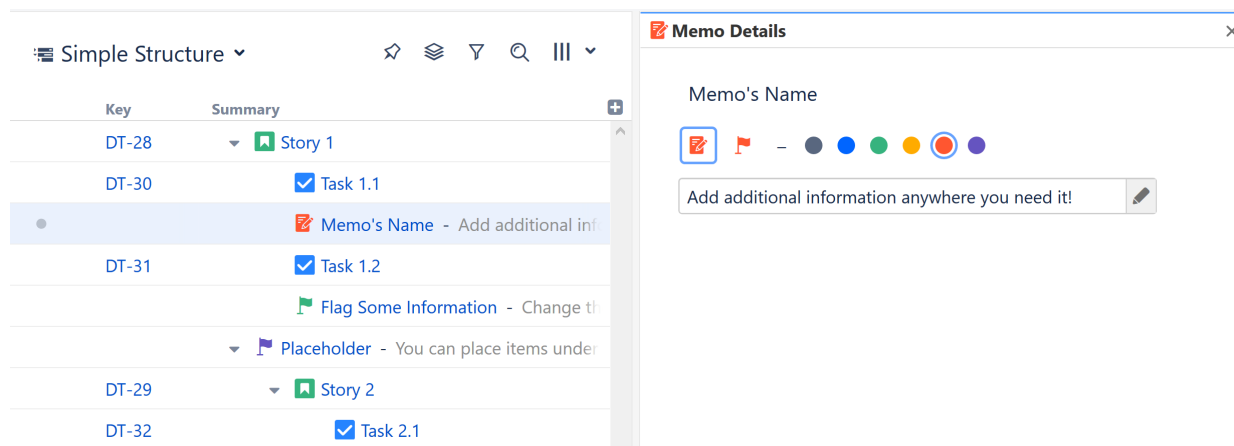 Simple Structure
Key Summary
DT-28 Story 1
DT-30 Task 1.1
Memo's Name - Add additional inf
DT-31 Task 1.2
Flag Some Information - Change th
Placeholder - You can place items under
DT-29 Story 2
DT-32 Task 2.1
Memo Details
Memo's Name
Add additional information anywhere you need it!